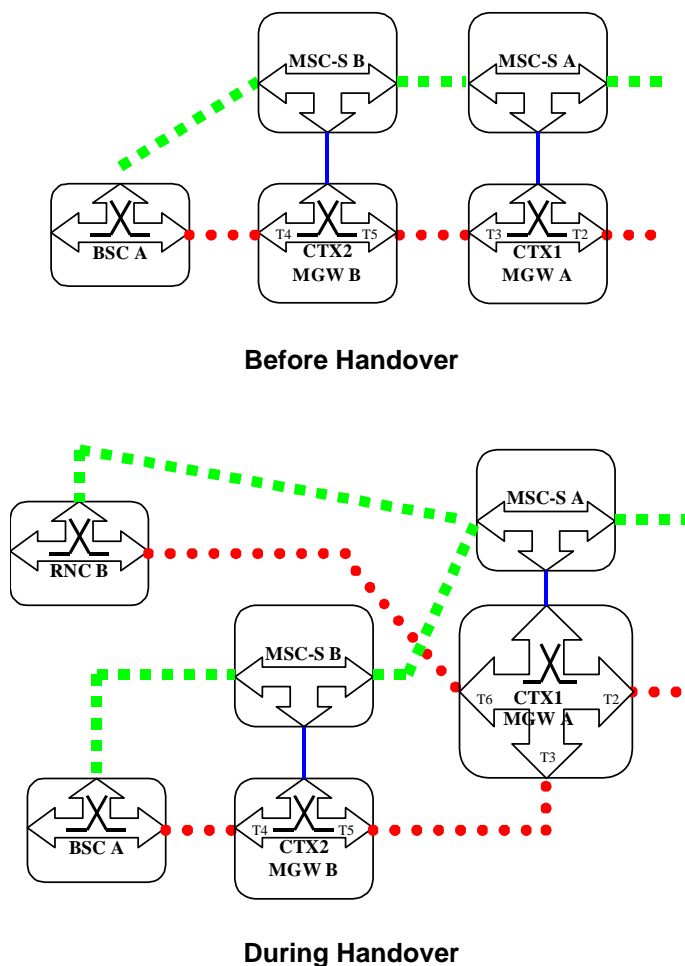 MSC-S B
MSC-S A
BSC A
T4
T5
CTX2
MGW B
T3
T2
CTX1
MGW A
Before Handover
MSC-S A
RNC B
MSC-S B
T6
T2
CTX1
MGW A
T3
BSC A
T4
T5
CTX2
MGW B
During Handover